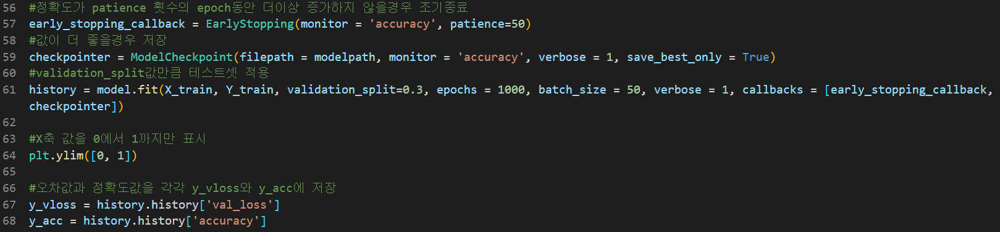 56 #정확도가 patience 횟수의 epoch동안 더이상 증가하지 않을경우 조기종료
57 early_stopping_callback = EarlyStopping(monitor = 'accuracy', patience=50)
58 #값이 더 좋을경우 저장
59 checkpointer = ModelCheckpoint(filepath = modelpath, monitor = 'accuracy', verbose = 1, save_best_only = True)
60 #validation_split값만큼 테스트셋 적용
61 history = model.fit(X_train, Y_train, validation_split=0.3, epochs = 1000, batch_size = 50, verbose = 1, callbacks = [early_stopping_callback,
checkpointer])
62
63 #X축 값을 0에서 1까지만 표시
64 plt.ylim([0, 1])
65
66 #오차값과 정확도값을 각각 y_vloss와 y_acc에 저장
67 y_vloss = history.history['val_loss']
68 y_acc = history.history['accuracy']